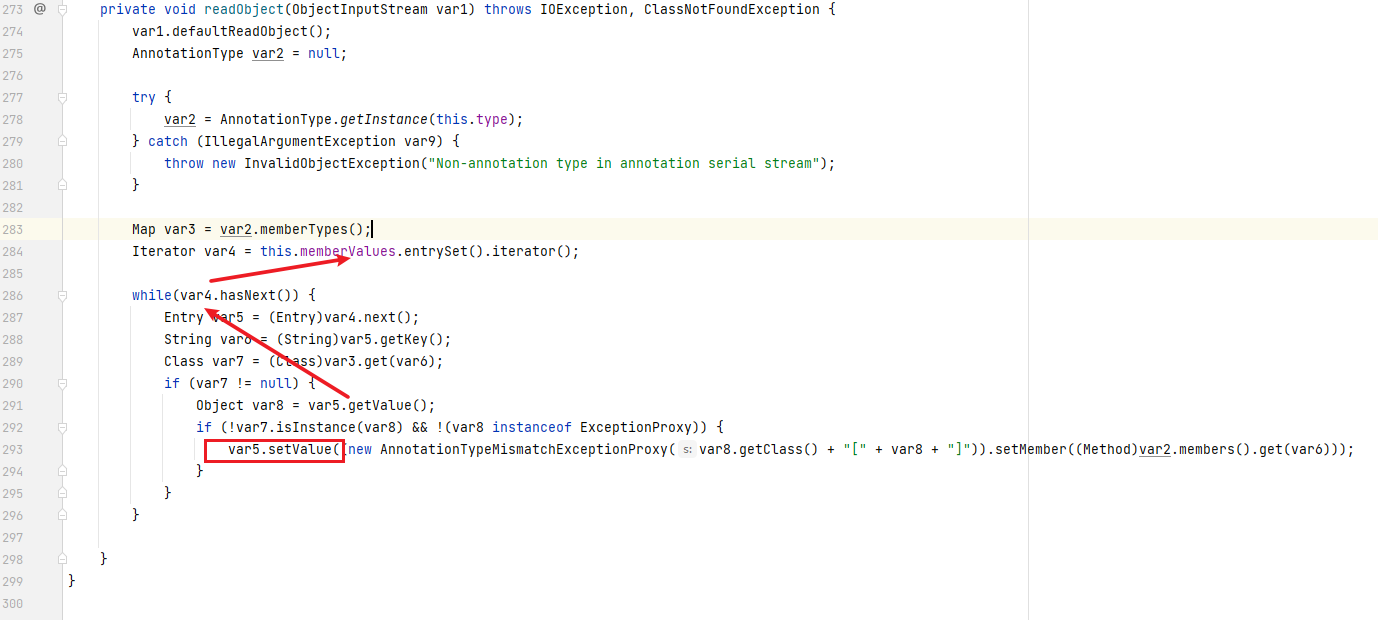 273 @ private void readObject(ObjectInputStream var1) throws IOException, ClassNotFoundException {
274 var1.defaultReadObject();
275 AnnotationType var2 = null;
276
277 try {
278 var2 = AnnotationType.getInstance(this.type);
279 } catch (IllegalArgumentException var9) {
280 throw new InvalidObjectException("Non-annotation type in annotation serial stream");
281 }
282
283 Map var3 = var2.memberTypes();
284 Iterator var4 = this.memberValues.entrySet().iterator();
285
286 while(var4.hasNext()) {
287 Entry var5 = (Entry)var4.next();
288 String var6 = (String)var5.getKey();
289 Class var7 = (Class)var3.get(var6);
290 if (var7 != null) {
291 Object var8 = var5.getValue();
292 if (!var7.isInstance(var8) && !(var8 instanceof ExceptionProxy)) {
293 var5.setValue((new AnnotationTypeMismatchExceptionProxy( s: var8.getClass() + "[" + var8 + "]")).setMember((Method)var2.members().get(var6)));
294 }
295 }
296 }
297
298 }
299 }
300